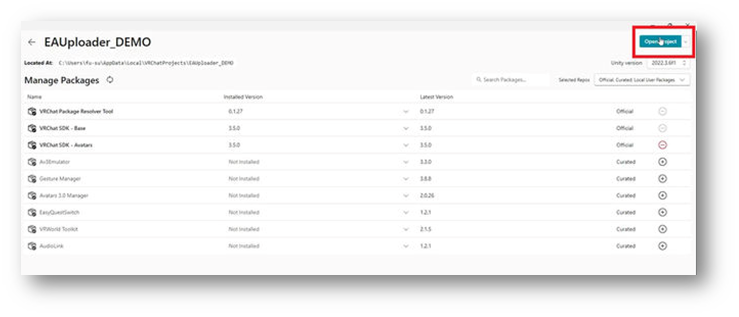 EAUploader_DEMO
Open Project
Located At: C:\Users\fu-su\AppData\Local\VRChatProjects\EAUploader_DEMO
Unity version 2022.3.6f1
Manage Packages
Search Packages...
Selected Repos Official, Curated, Local User Packages
Name Installed Version Latest Version
VRChat Package Resolver Tool 0.1.27 0.1.27 Official
VRChat SDK - Base 3.5.0 3.5.0 Official
VRChat SDK - Avatars 3.5.0 3.5.0 Official
Av3Emulator Not Installed 3.3.0 Curated
Gesture Manager Not Installed 3.8.8 Curated
Avatars 3.0 Manager Not Installed 2.0.26 Curated
EasyQuestSwitch Not Installed 1.2.1 Curated
VRWorld Toolkit Not Installed 2.1.5 Curated
AudioLink Not Installed 1.2.1 Curated